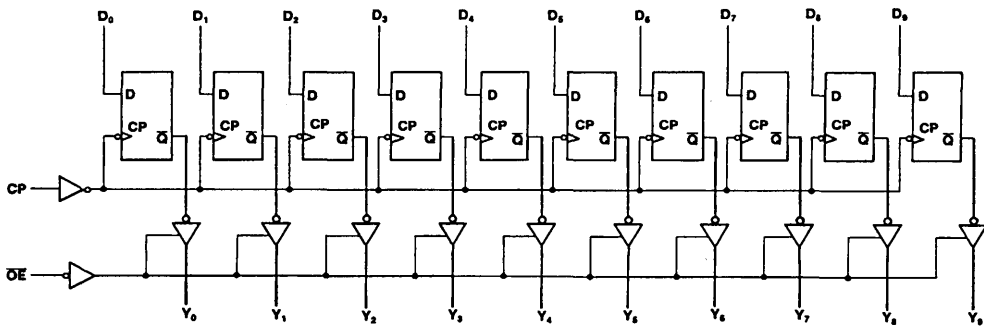 D0 D1 D2 D3 D4 D5 D6 D7 D8 D9
D D D D D D D D D D
CP CP CP CP CP CP CP CP CP CP
Q̅ Q̅ Q̅ Q̅ Q̅ Q̅ Q̅ Q̅ Q̅ Q̅
CP
O̅E̅
Y0 Y1 Y2 Y3 Y4 Y5 Y6 Y7 Y8 Y9